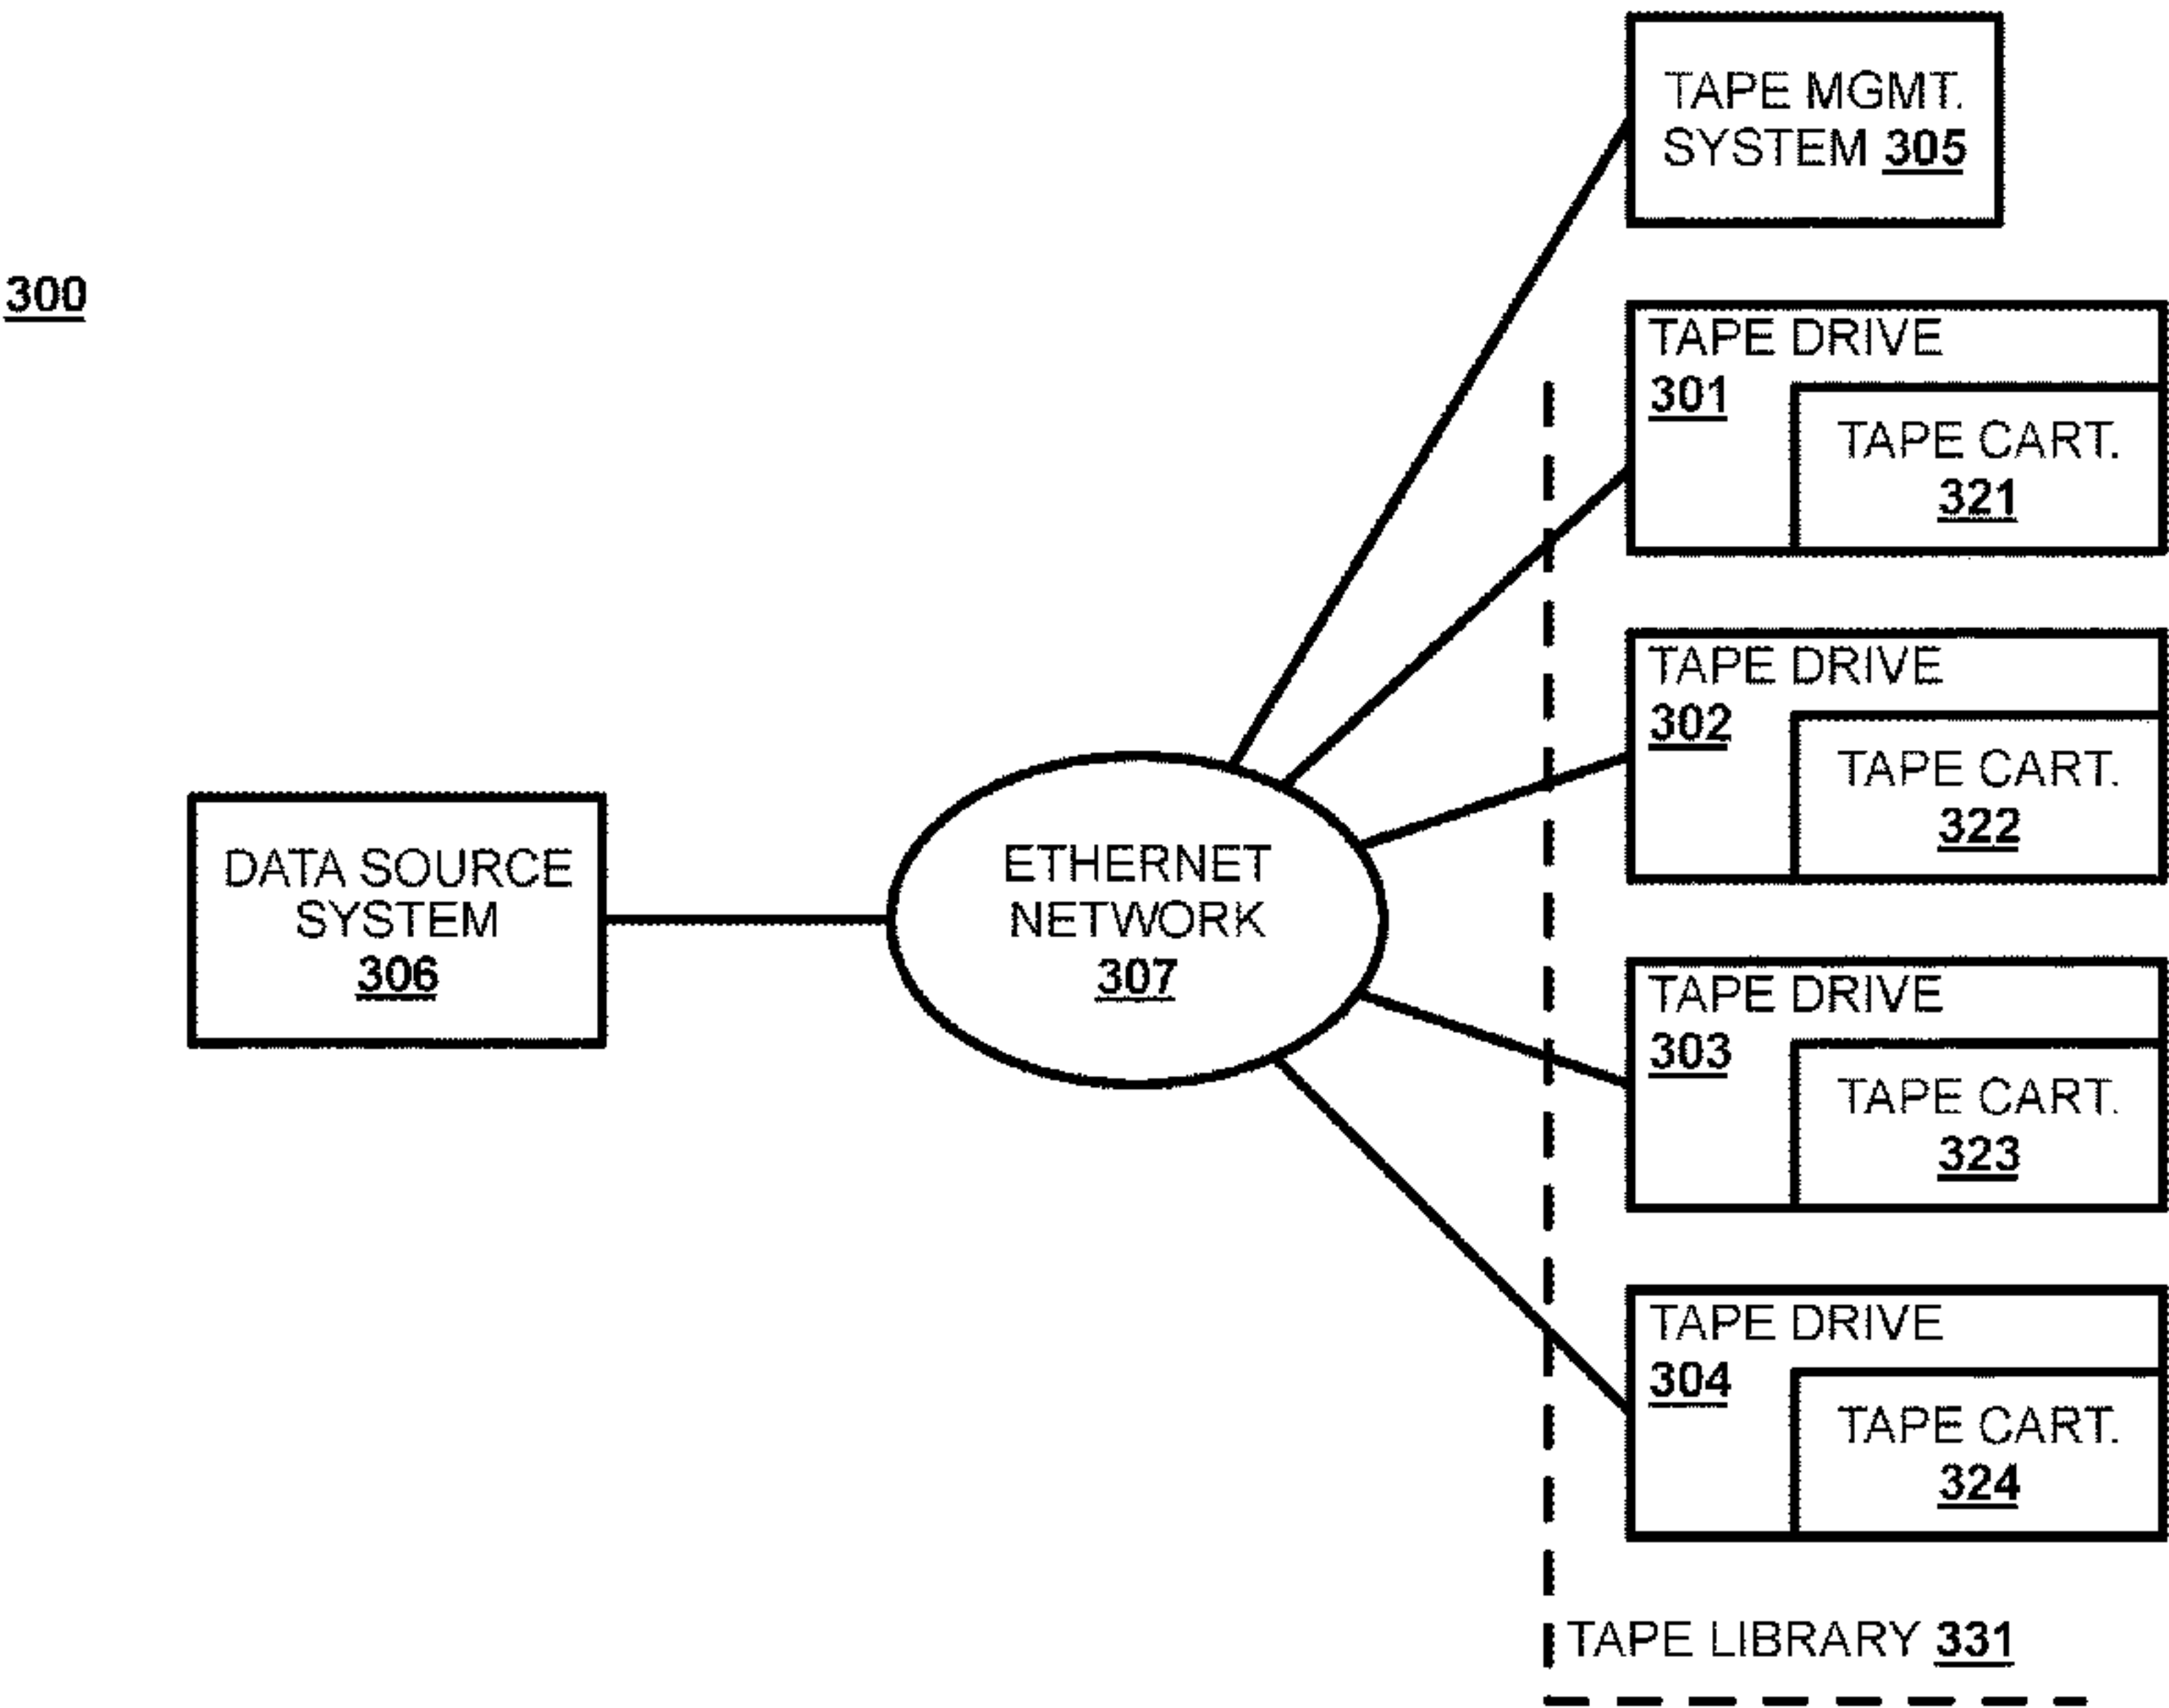 TAPE MGMT.
SYSTEM 305
300
TAPE DRIVE
301
TAPE CART.
321
TAPE DRIVE
302
TAPE CART.
322
DATA SOURCE
SYSTEM
306
ETHERNET
NETWORK
307
TAPE DRIVE
303
TAPE CART.
323
TAPE DRIVE
304
TAPE CART.
324
TAPE LIBRARY 331